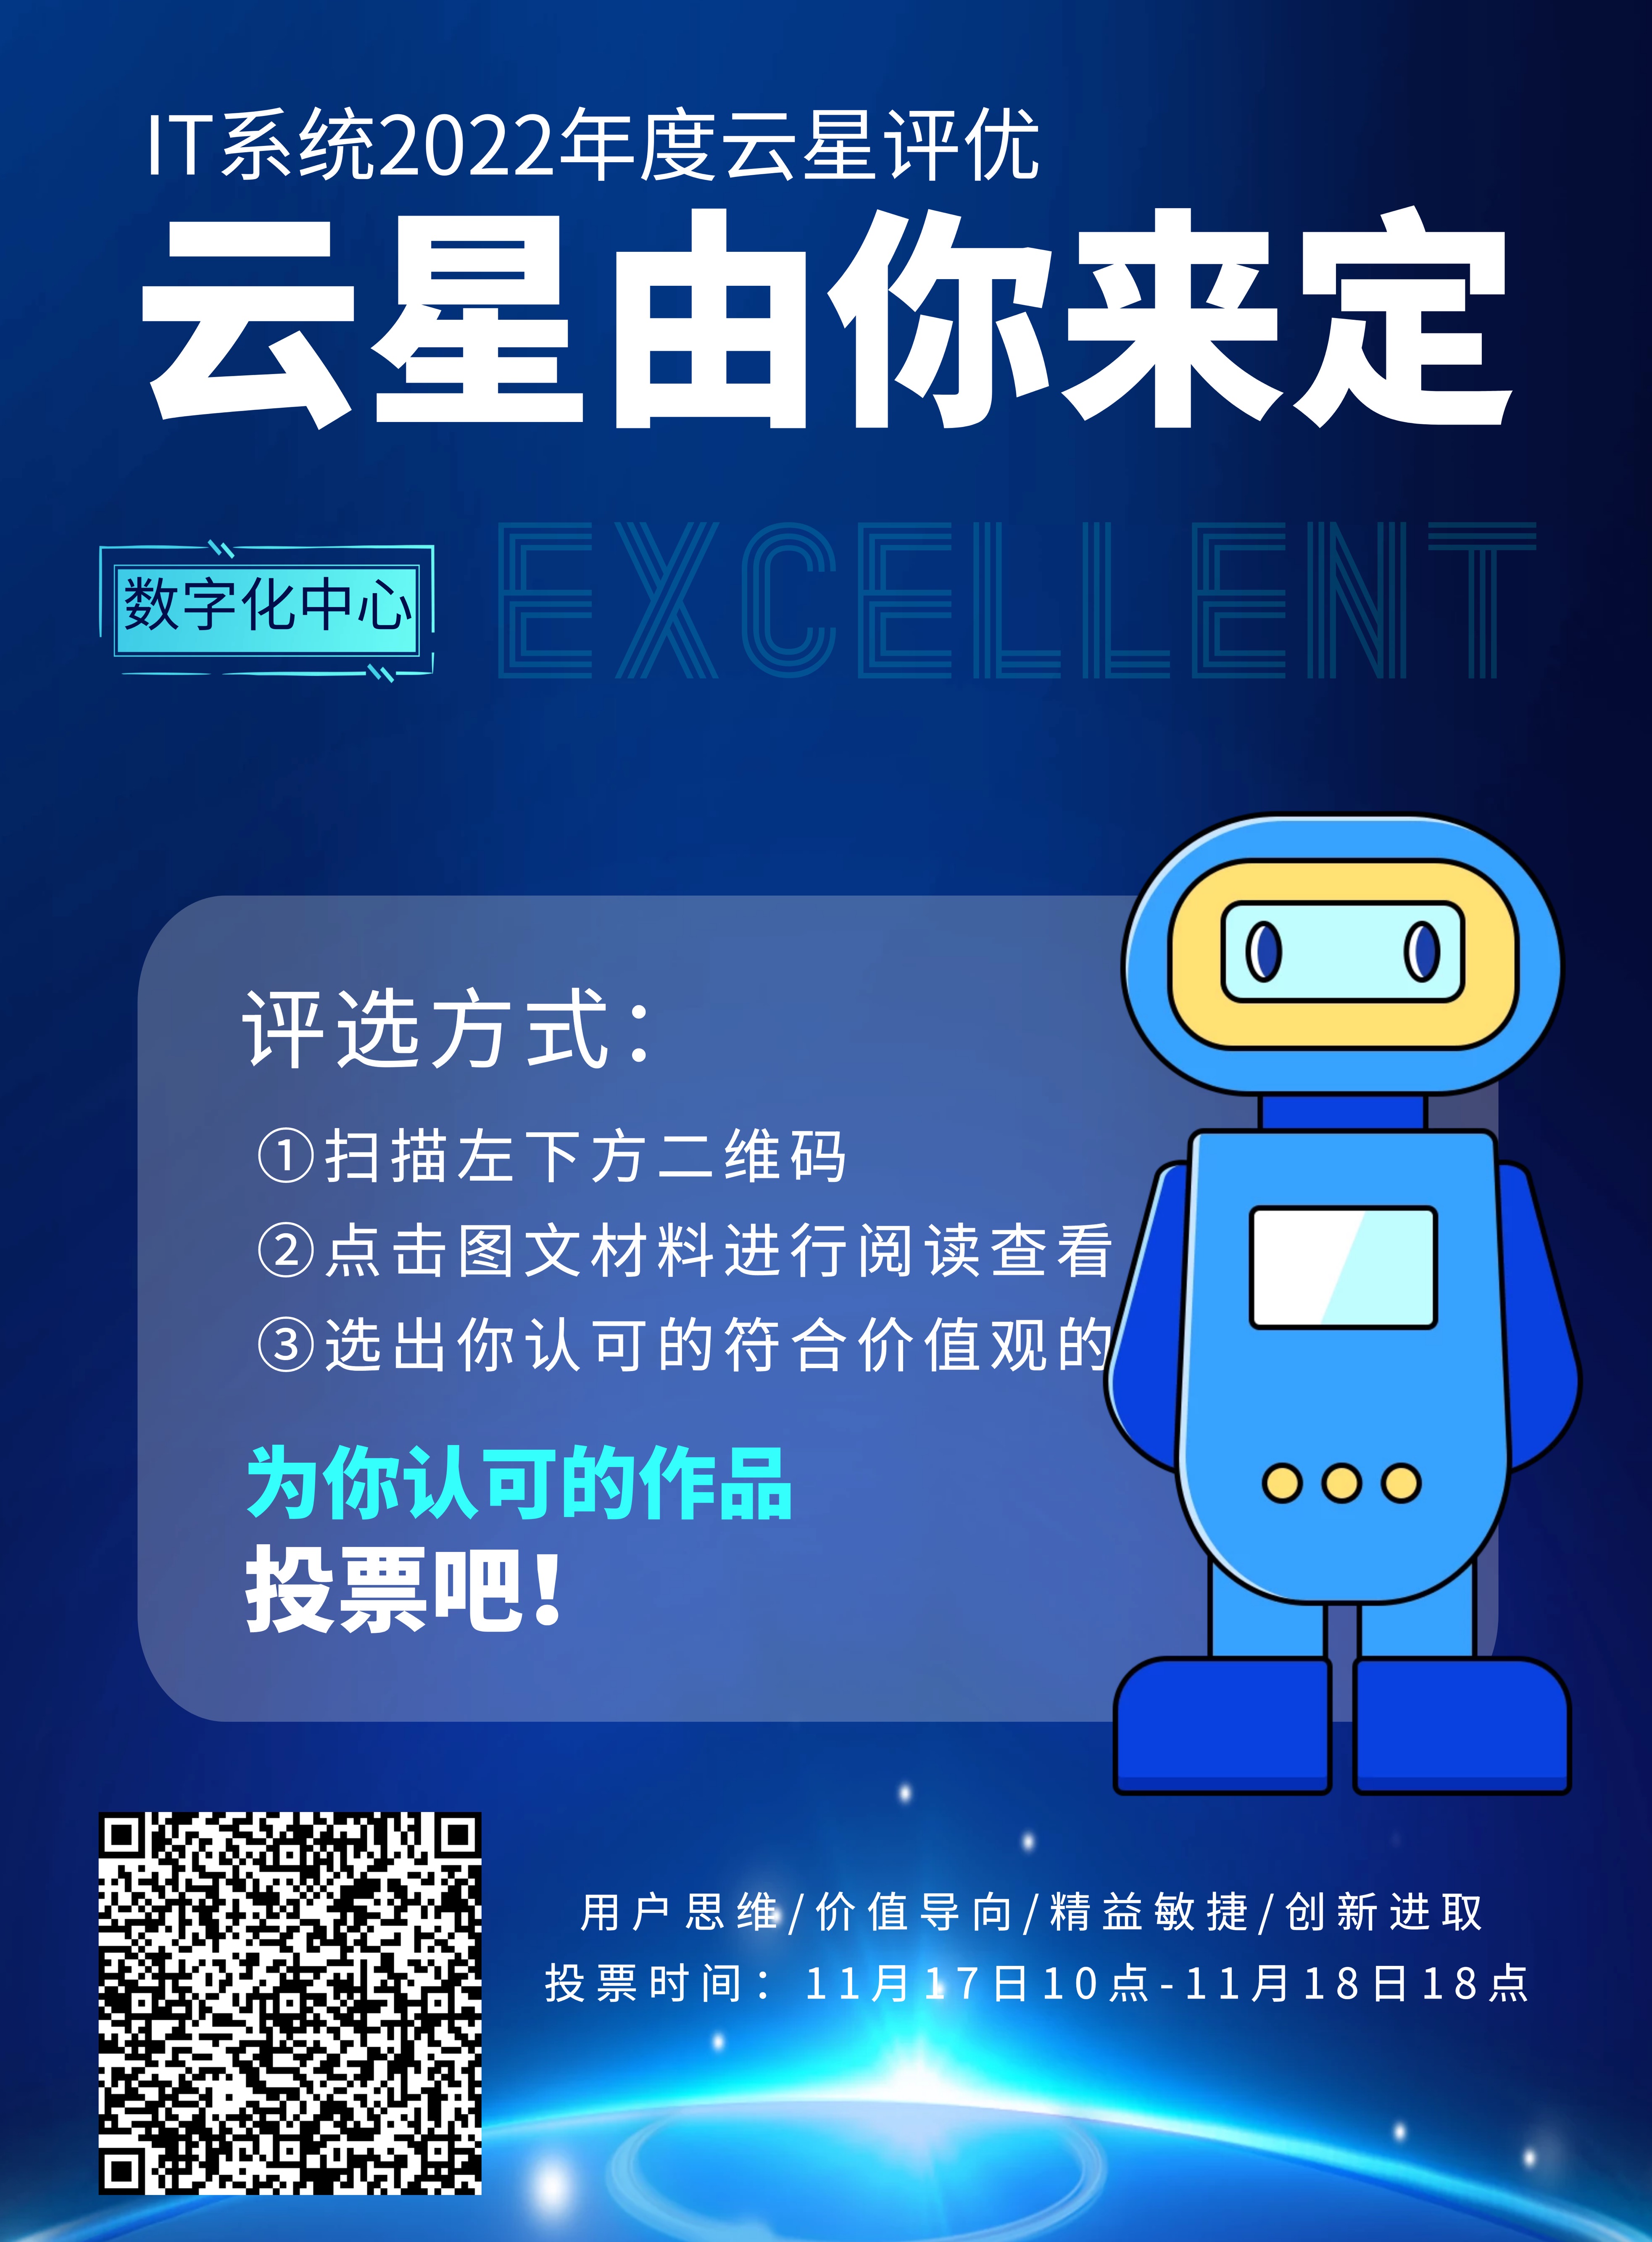 IT系统2022年度云星评优
云星由你来定
数字化中心
EXCELLENT
评选方式：
①扫描左下方二维码
②点击图文材料进行阅读查看
③选出你认可的符合价值观的
为你认可的作品
投票吧！
用户思维/价值导向/精益敏捷/创新进取
投票时间：11月17日10点-11月18日18点